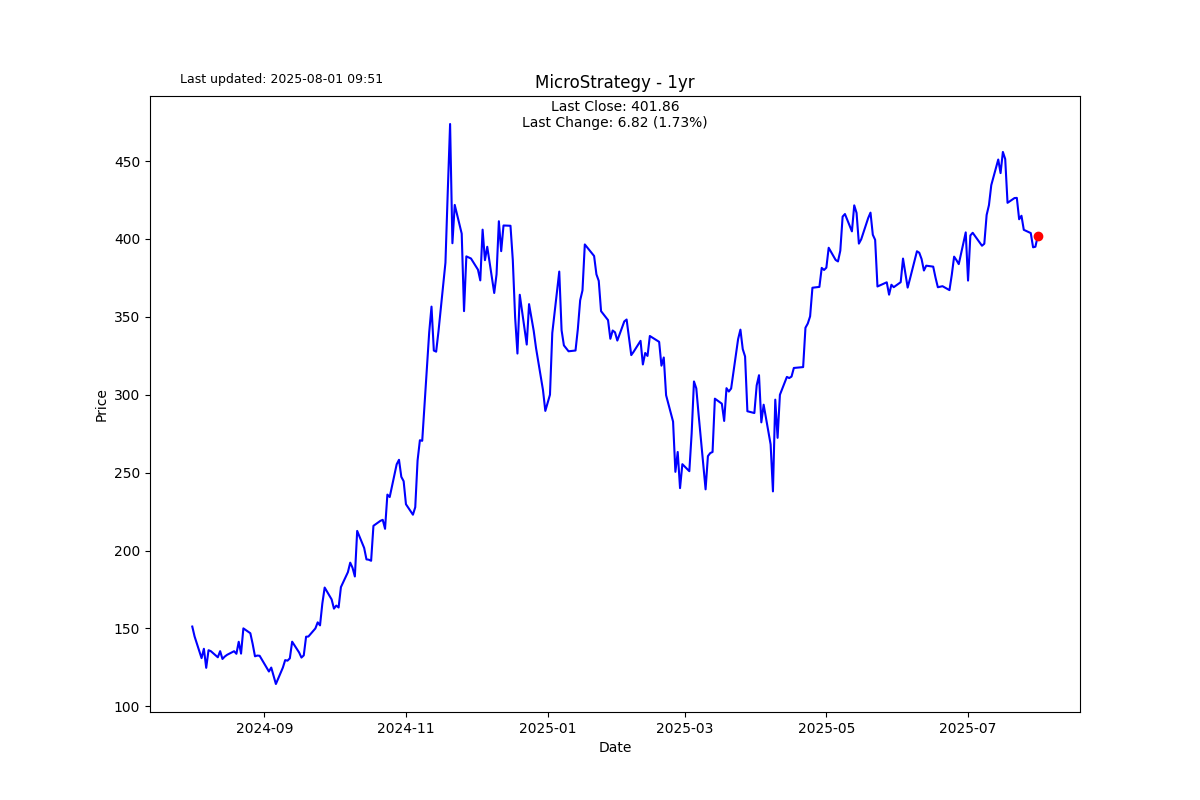 Last updated: 2025-08-01 09:51
MicroStrategy - 1yr
Last Close: 401.86
Last Change: 6.82 (1.73%)
450
400
350
300
250
200
150
100
Price
2024-09
2024-11
2025-01
2025-03
2025-05
2025-07
Date